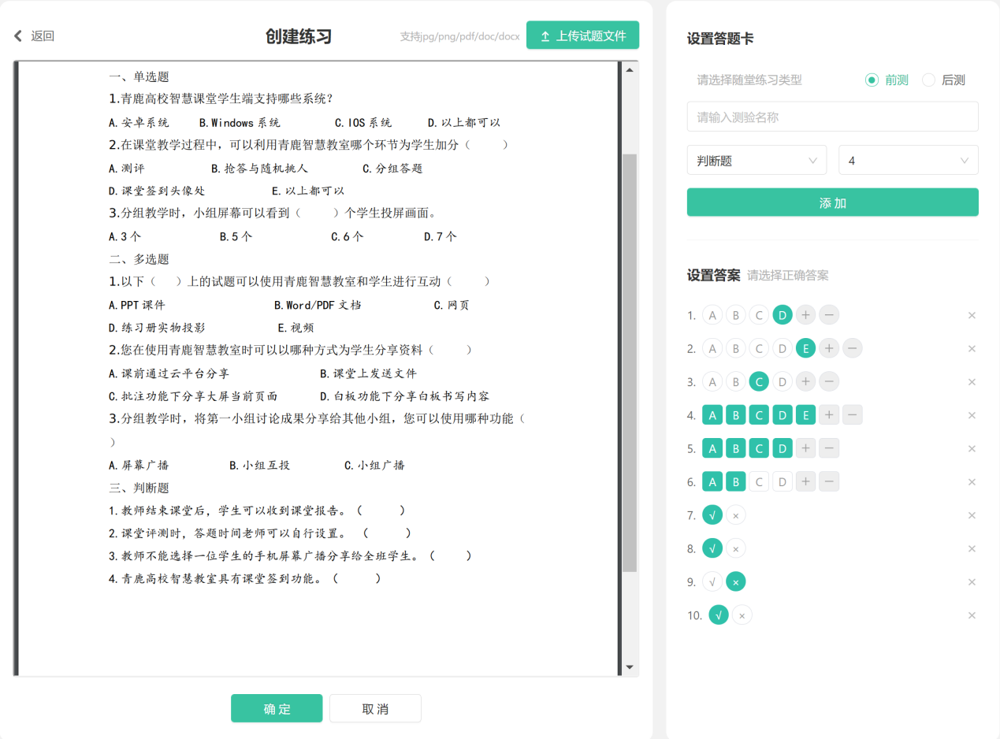 返回
创建练习
支持jpg/png/pdf/doc/docx
上传试题文件
一、单选题
1.青鹿高校智慧课堂学生端支持哪些系统?
A.安卓系统 B.Windows系统 C.IOS系统 D.以上都可以
2.在课堂教学过程中，可以利用青鹿智慧教室哪个环节为学生加分（ ）
A.测评 B.抢答与随机挑人 C.分组答题
D.课堂签到头像处 E.以上都可以
3.分组教学时，小组屏幕可以看到（ ）个学生投屏画面。
A.3个 B.5个 C.6个 D.7个
二、多选题
1.以下（ ）上的试题可以使用青鹿智慧教室和学生进行互动（ ）
A.PPT课件 B.Word/PDF文档 C.网页
D.练习册实物投影 E.视频
2.您在使用青鹿智慧教室时可以以哪种方式为学生分享资料（ ）
A.课前通过云平台分享 B.课堂上发送文件
C.批注功能下分享大屏当前页面 D.白板功能下分享白板书写内容
3.分组教学时，将第一小组讨论成果分享给其他小组，您可以使用哪种功能（
）
A.屏幕广播 B.小组互投 C.小组广播
三、判断题
1.教师结束课堂后，学生可以收到课堂报告。（ ）
2.课堂评测时，答题时间老师可以自行设置。（ ）
3.教师不能选择一位学生的手机屏幕广播分享给全班学生。（ ）
4.青鹿高校智慧教室具有课堂签到功能。（ ）
确定 取消
设置答题卡
请选择随堂练习类型 前测 后测
请输入测验名称
判断题 4
添加
设置答案 请选择正确答案
1. A B C D + − ×
2. A B C D E + − ×
3. A B C D + − ×
4. A B C D E + − ×
5. A B C D + − ×
6. A B C D + − ×
7. √ × ×
8. √ × ×
9. √ × ×
10. √ × ×